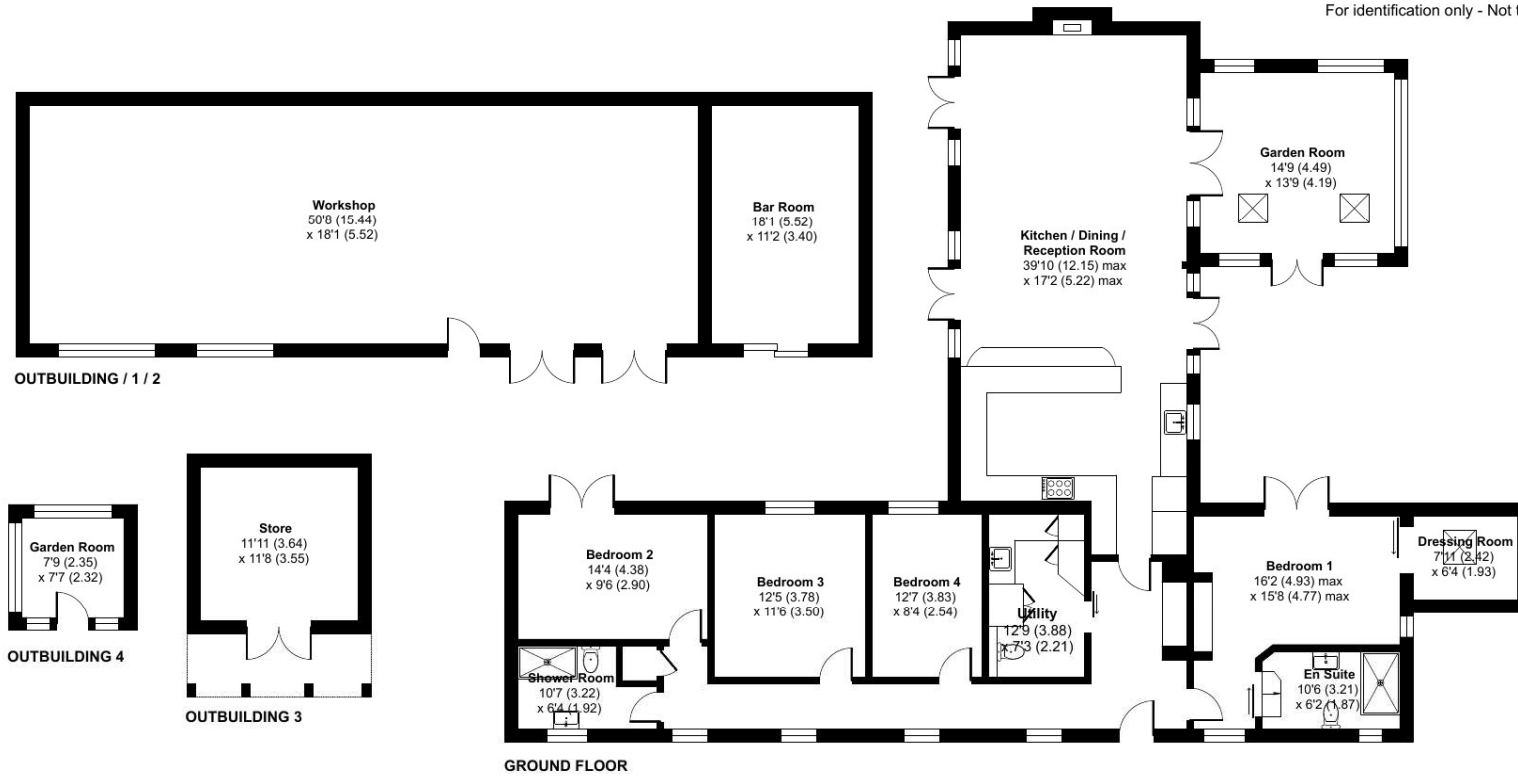 For identification only - Not t
Workshop
50'8 (15.44)
x 18'1 (5.52)
Bar Room
18'1 (5.52)
x 11'2 (3.40)
Garden Room
14'9 (4.49)
x 13'9 (4.19)
Kitchen / Dining /
Reception Room
39'10 (12.15) max
x 17'2 (5.22) max
OUTBUILDING / 1 / 2
Garden Room
7'9 (2.35)
x 7'7 (2.32)
OUTBUILDING 4
Store
11'11 (3.64)
x 11'8 (3.55)
OUTBUILDING 3
Bedroom 2
14'4 (4.38)
x 9'6 (2.90)
Bedroom 3
12'5 (3.78)
x 11'6 (3.50)
Bedroom 4
12'7 (3.83)
x 8'4 (2.54)
Utility
12'9 (3.88)
x 7'3 (2.21)
Bedroom 1
16'2 (4.93) max
x 15'8 (4.77) max
Dressing Room
7'11 (2.42)
x 6'4 (1.93)
Shower Room
10'7 (3.22)
x 6'4 (1.92)
En Suite
10'6 (3.21)
x 6'2 (1.87)
GROUND FLOOR